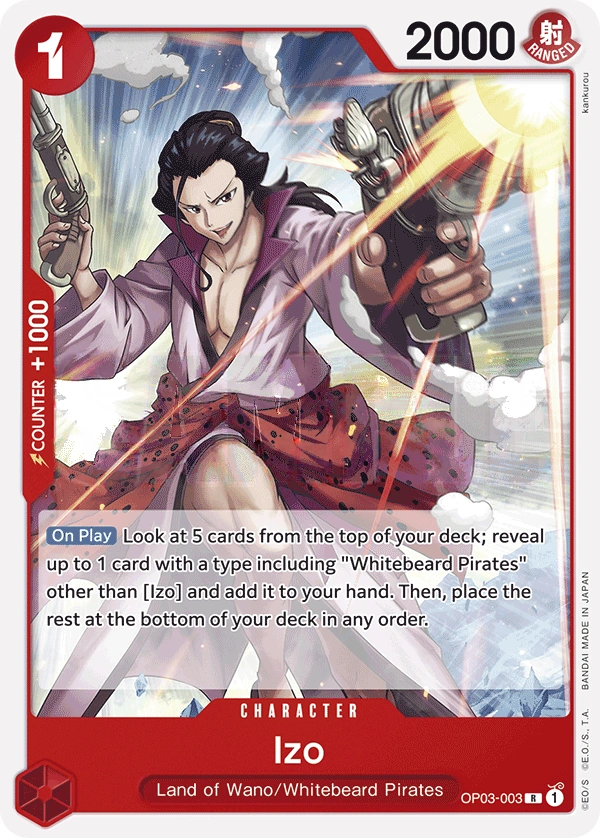 1
2000
射
RANGED
kankurou
COUNTER +1000
On Play Look at 5 cards from the top of your deck; reveal
up to 1 card with a type including "Whitebeard Pirates"
other than [Izo] and add it to your hand. Then, place the
rest at the bottom of your deck in any order.
CHARACTER
Izo
Land of Wano/Whitebeard Pirates
OP03-003 R 1
©EO/S ©E.O./S., T.A. BANDAI MADE IN JAPAN